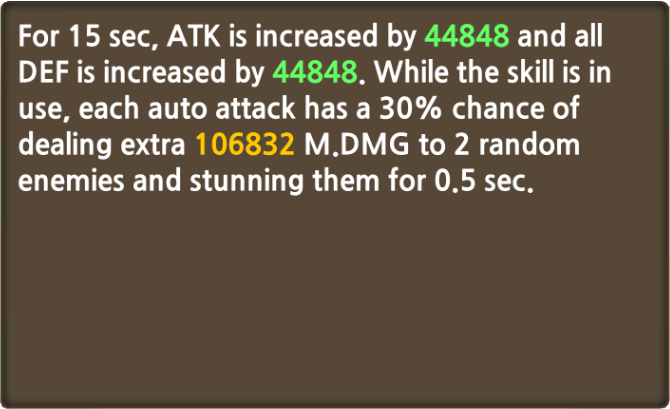 For 15 sec, ATK is increased by 44848 and all
DEF is increased by 44848. While the skill is in
use, each auto attack has a 30% chance of
dealing extra 106832 M.DMG to 2 random
enemies and stunning them for 0.5 sec.